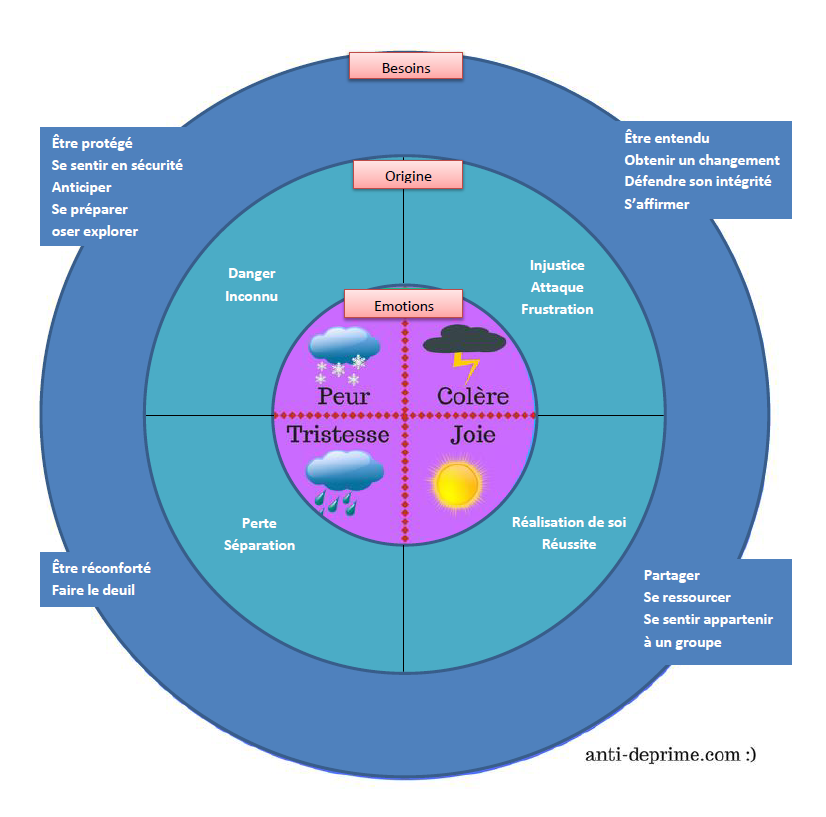 Besoins
Être protégé
Se sentir en sécurité
Anticiper
Se préparer
oser explorer
Être entendu
Obtenir un changement
Défendre son intégrité
S'affirmer
Origine
Danger
Inconnu
Injustice
Attaque
Frustration
Emotions
Peur
Colère
Tristesse
Joie
Perte
Séparation
Réalisation de soi
Réussite
Être réconforté
Faire le deuil
Partager
Se ressourcer
Se sentir appartenir
à un groupe
anti-deprime.com :)